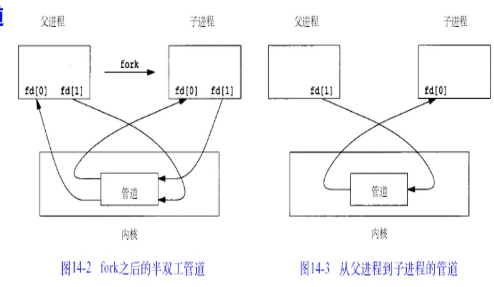 道
父进程 子进程 父进程 子进程
fork
fd[0] fd[1] fd[0] fd[1] fd[1] fd[0]
管道 管道
内核 内核
图14-2 fork之后的半双工管道 图14-3 从父进程到子进程的管道